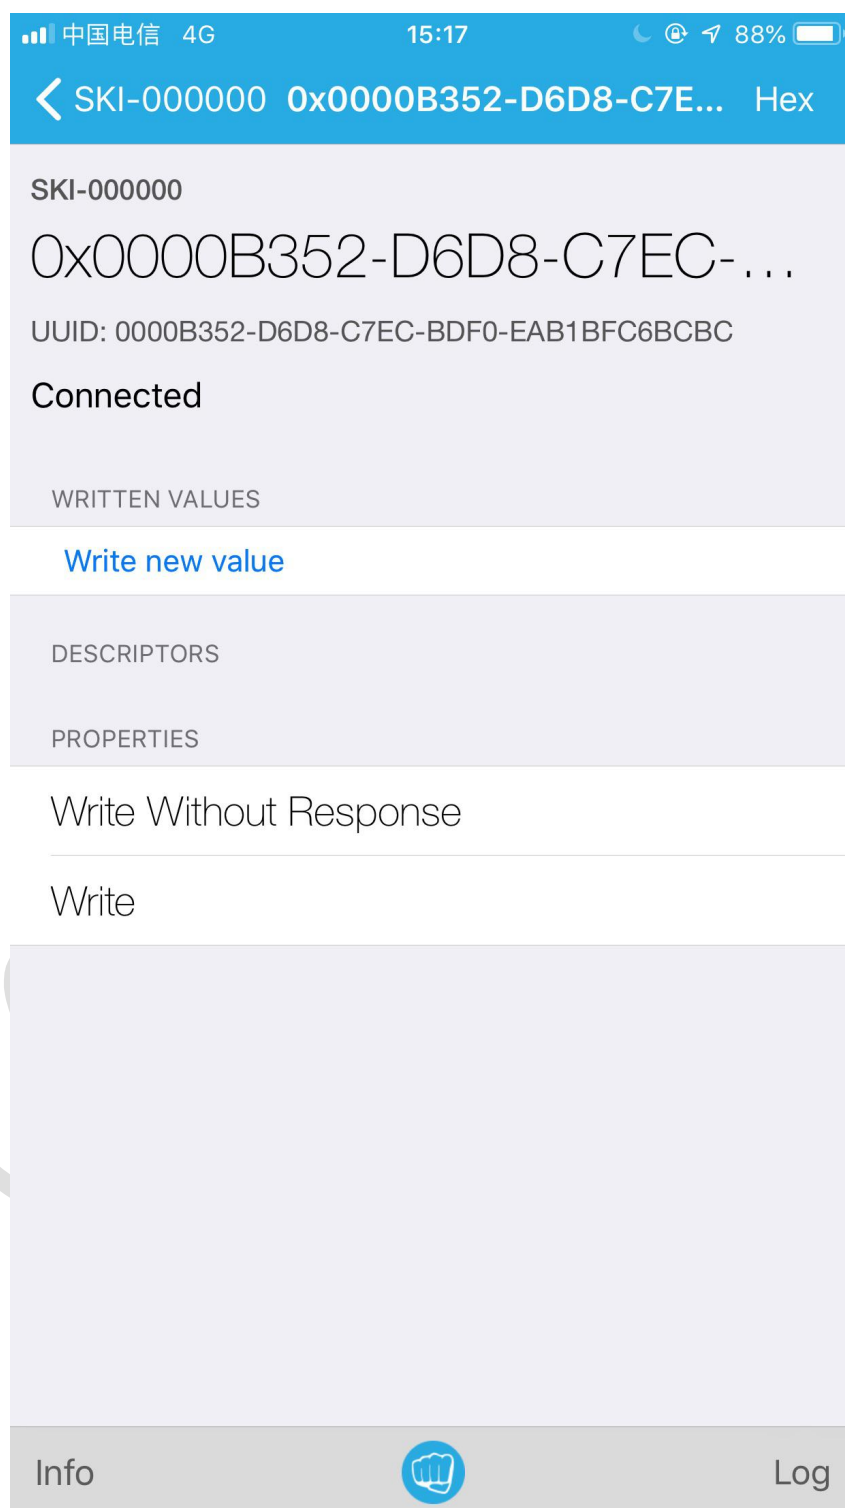 中国电信 4G 15:17 88%
SKI-000000 0x0000B352-D6D8-C7E... Hex
SKI-000000
0x0000B352-D6D8-C7EC-...
UUID: 0000B352-D6D8-C7EC-BDF0-EAB1BFC6BCBC
Connected
WRITTEN VALUES
Write new value
DESCRIPTORS
PROPERTIES
Write Without Response
Write
Info Log